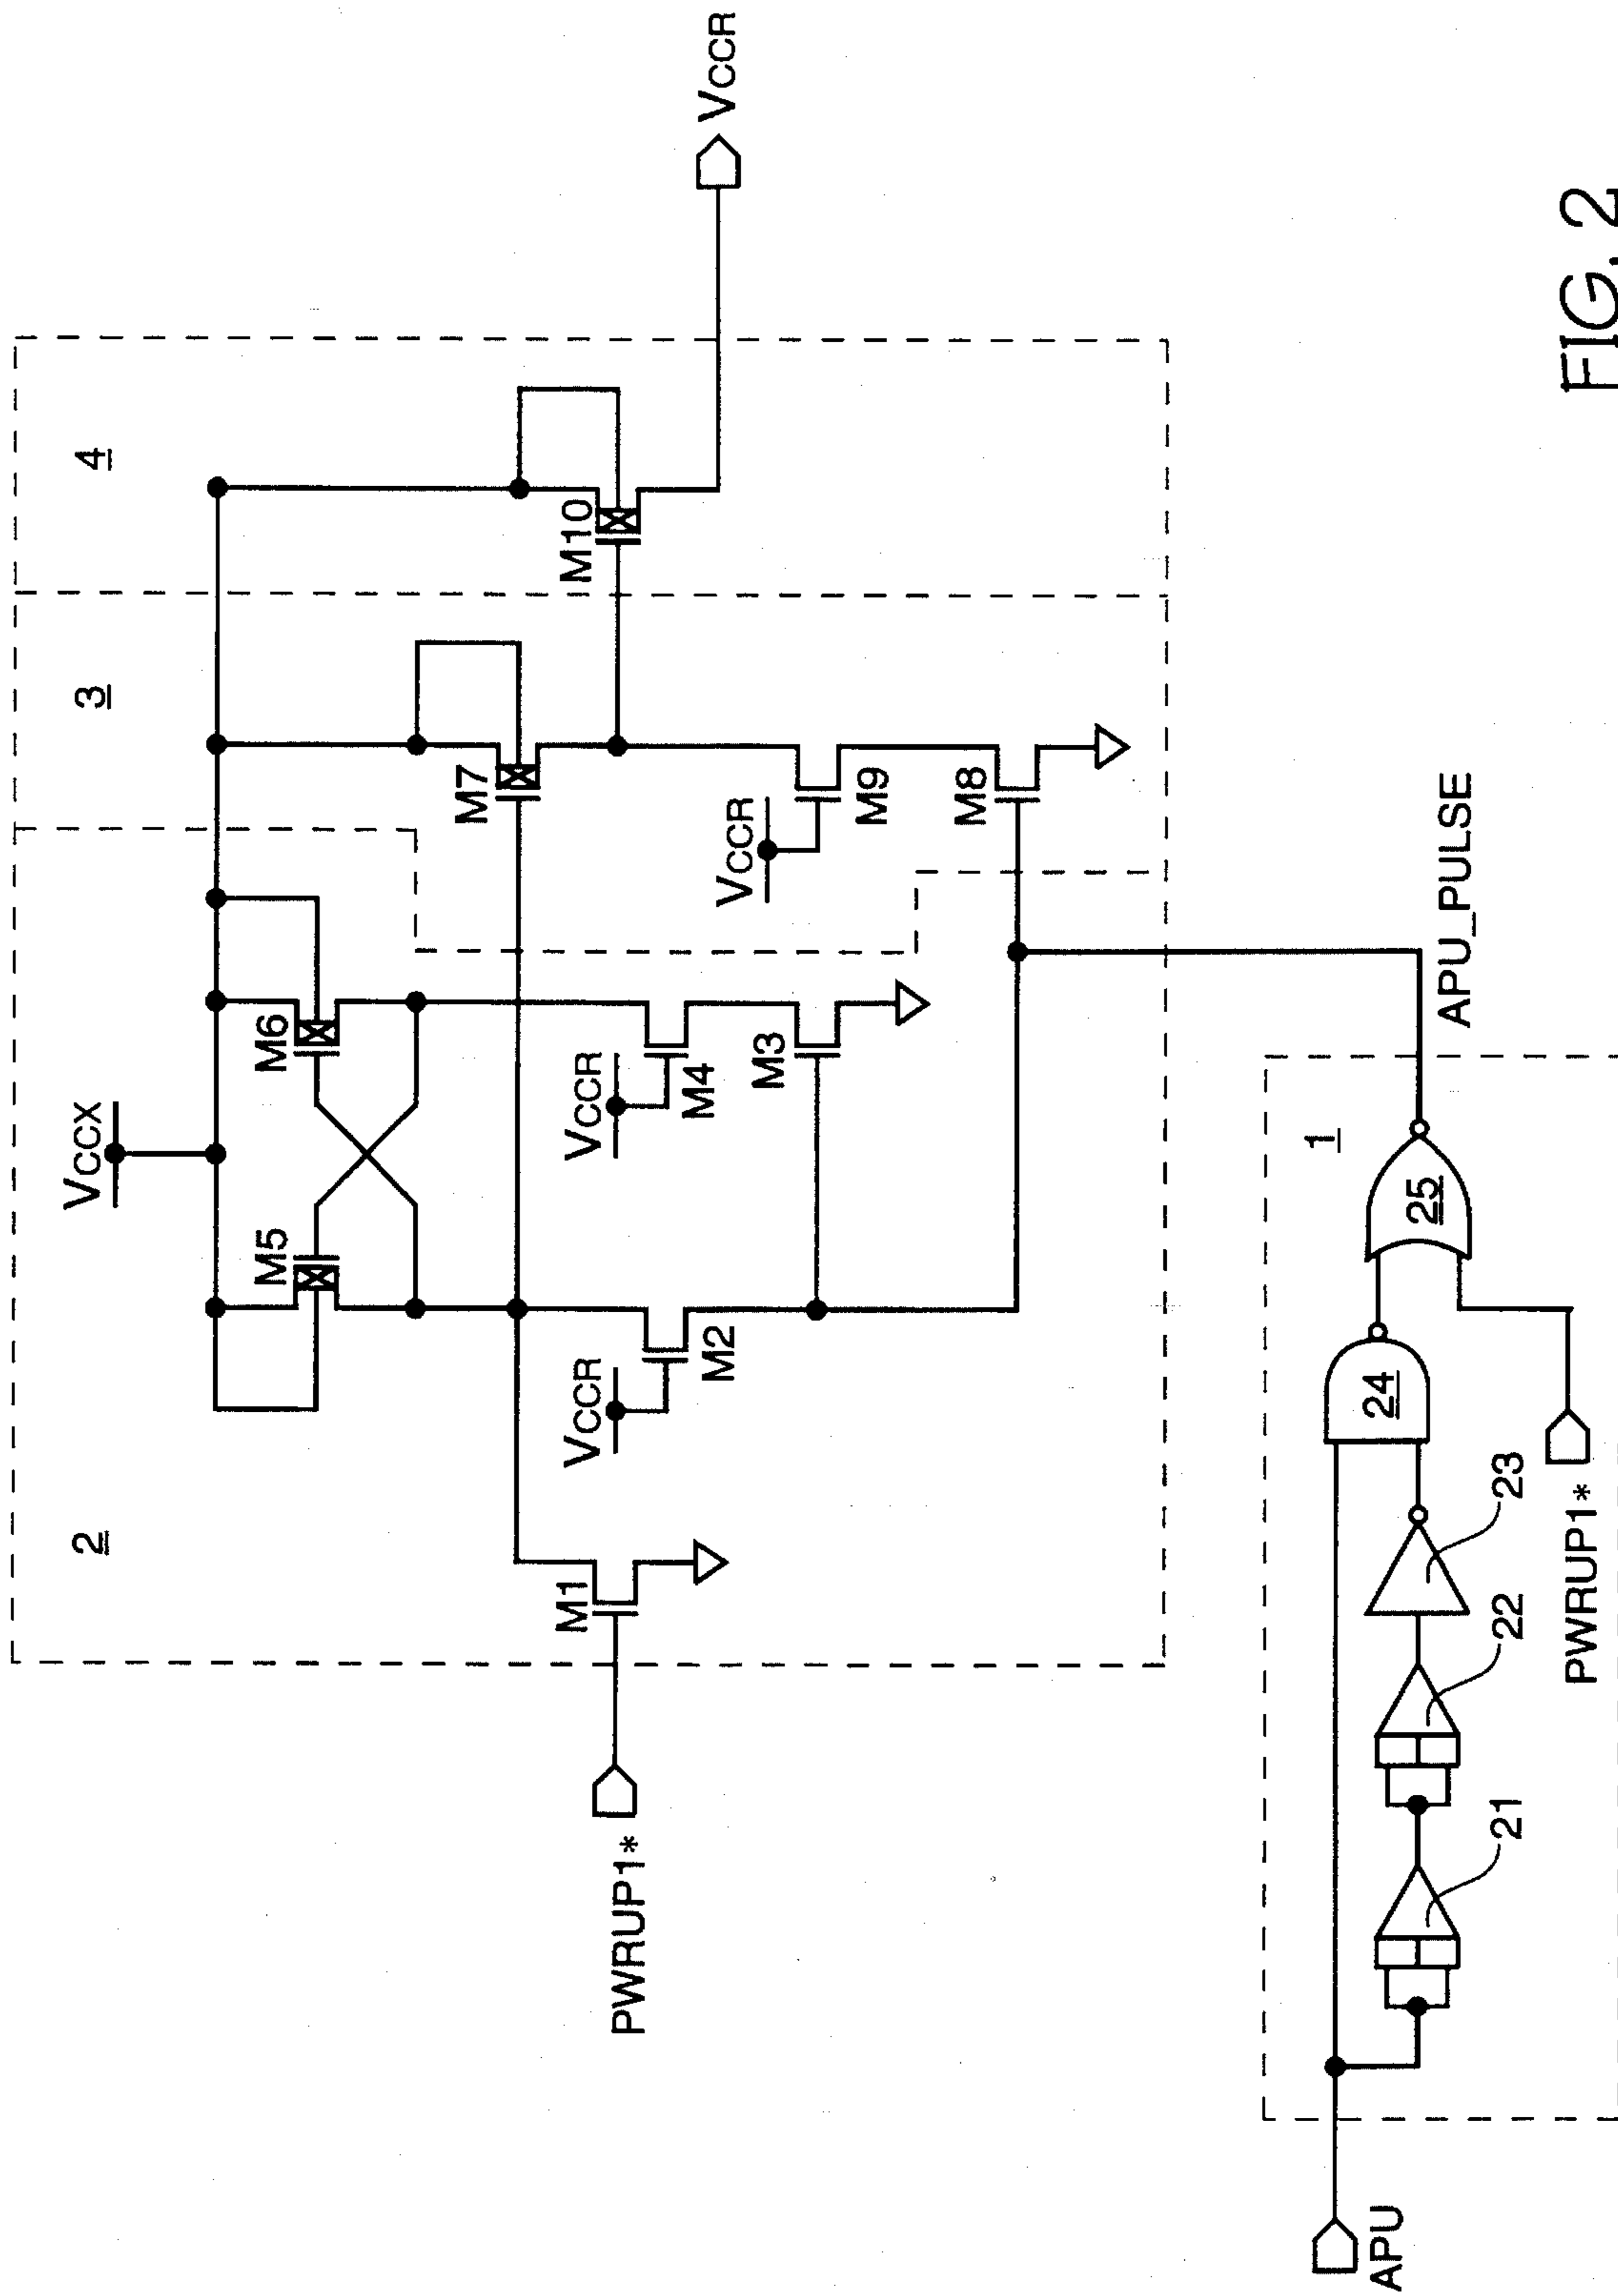 VCCX
2
3
4
M5
M6
M7
M10
VCCR
VCCR
VCCR
VCCR
M1
M2
M4
M3
M9
M8
PWRUP1*
APU_PULSE
1
APU
21
22
23
24
25
PWRUP1*
FIG. 2